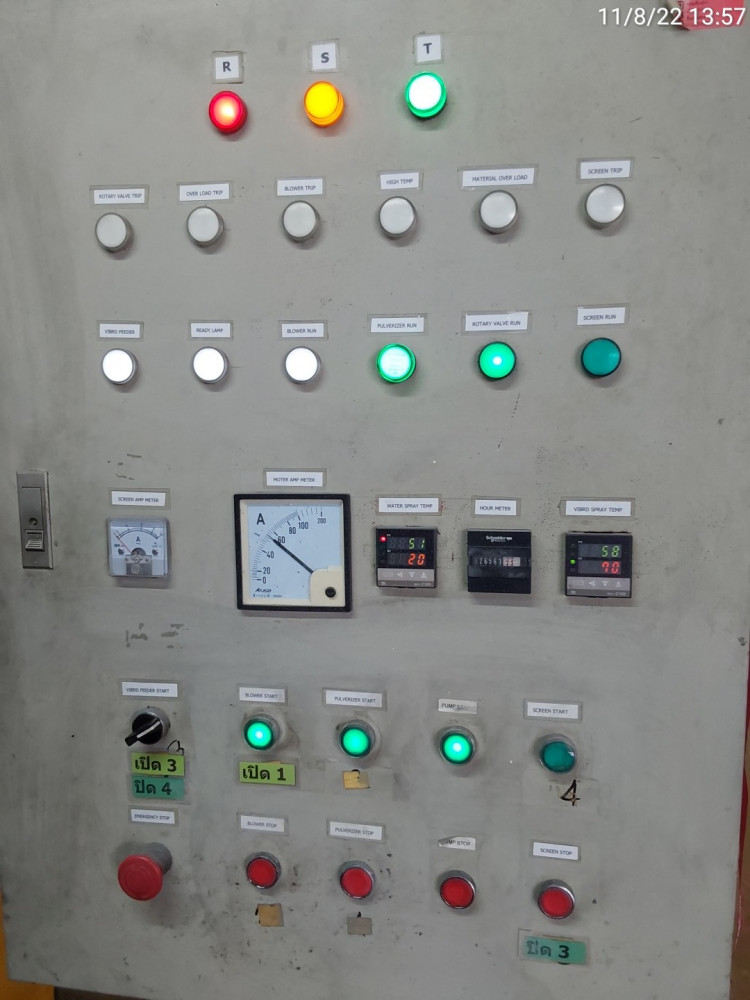 11/8/22 13:57
R
S
T
ROTARY VALVE TRIP
OVER LOAD TRIP
BLOWER TRIP
HIGH TEMP
MATERIAL OVER LOAD
SCREEN TRIP
VIBRO FEEDER
READY LAMP
BLOWER RUN
PULVERIZER RUN
ROTARY VALVE RUN
SCREEN RUN
SCREEN AMP METER
MOTER AMP METER
WATER SPRAY TEMP
HOUR METER
VIBRO SPRAY TEMP
A
A
0
20
40
60
80
100
200
51
20
Schneider
58
70
VIBRO FEEDER START
BLOWER START
PULVERIZER START
PUMP
SCREEN START
เปิด 3
ปิด 4
เปิด 1
4
EMERGENCY STOP
BLOWER STOP
PULVERIZER STOP
STOP
SCREEN STOP
ปิด 3